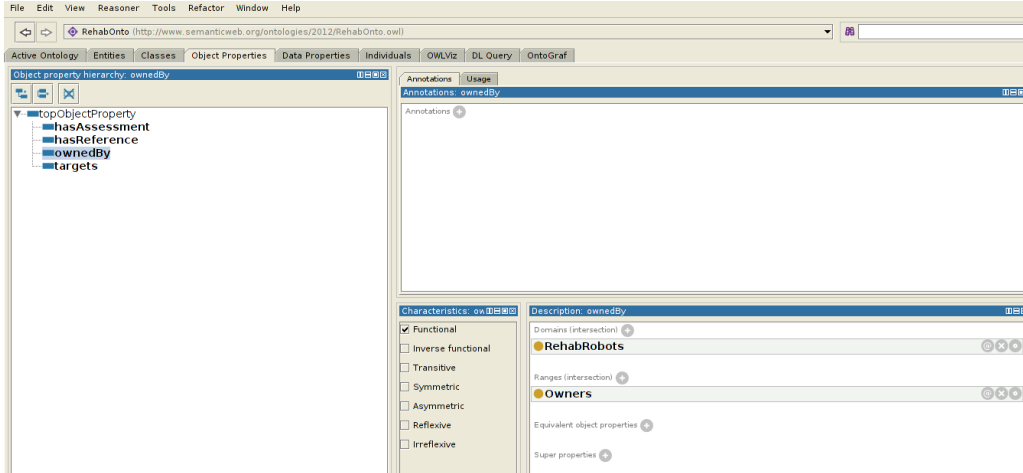 File Edit View Reasoner Tools Refactor Window Help
RehabOnto (http://www.semanticweb.org/ontologies/2012/RehabOnto.owl)
Active Ontology Entities Classes Object Properties Data Properties Individuals OWLViz DL Query OntoGraf
Object property hierarchy: ownedBy
topObjectProperty
hasAssessment
hasReference
ownedBy
targets
Annotations Usage
Annotations: ownedBy
Annotations
Characteristics: ow
Functional
Inverse functional
Transitive
Symmetric
Asymmetric
Reflexive
Irreflexive
Description: ownedBy
Domains (intersection)
RehabRobots
Ranges (intersection)
Owners
Equivalent object properties
Super properties